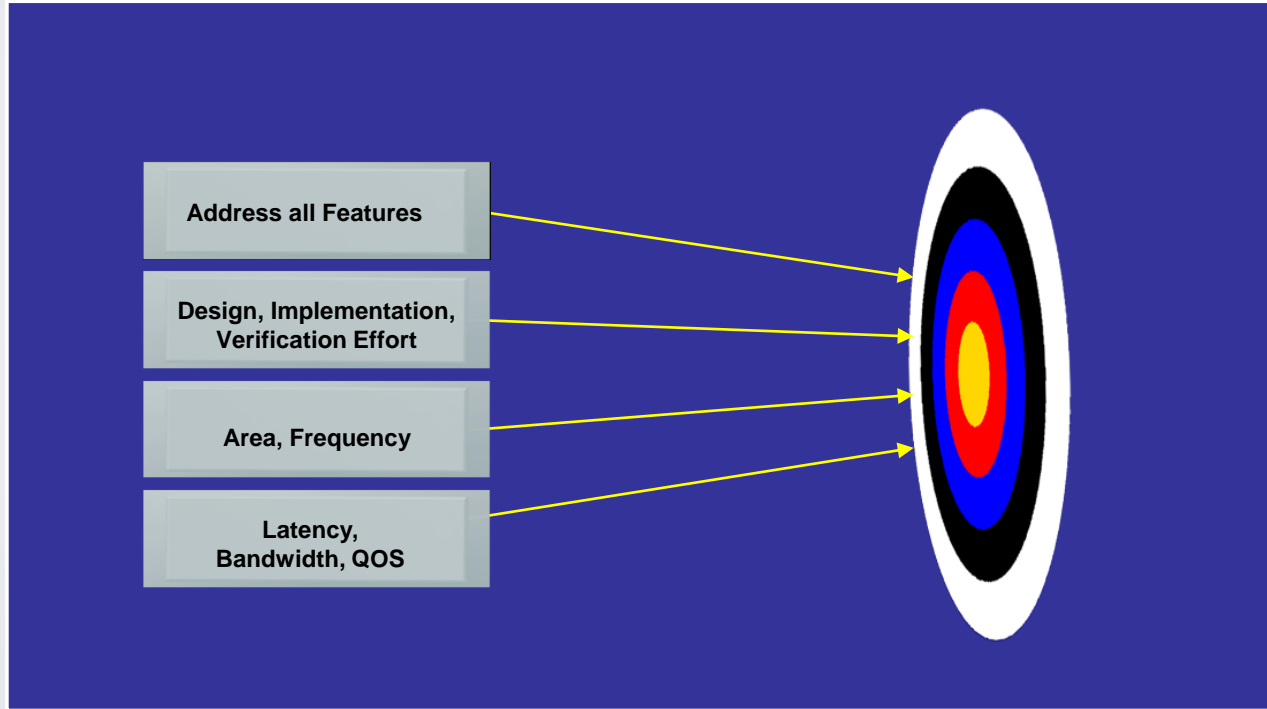 Address all Features
Design, Implementation,
Verification Effort
Area, Frequency
Latency,
Bandwidth, QOS